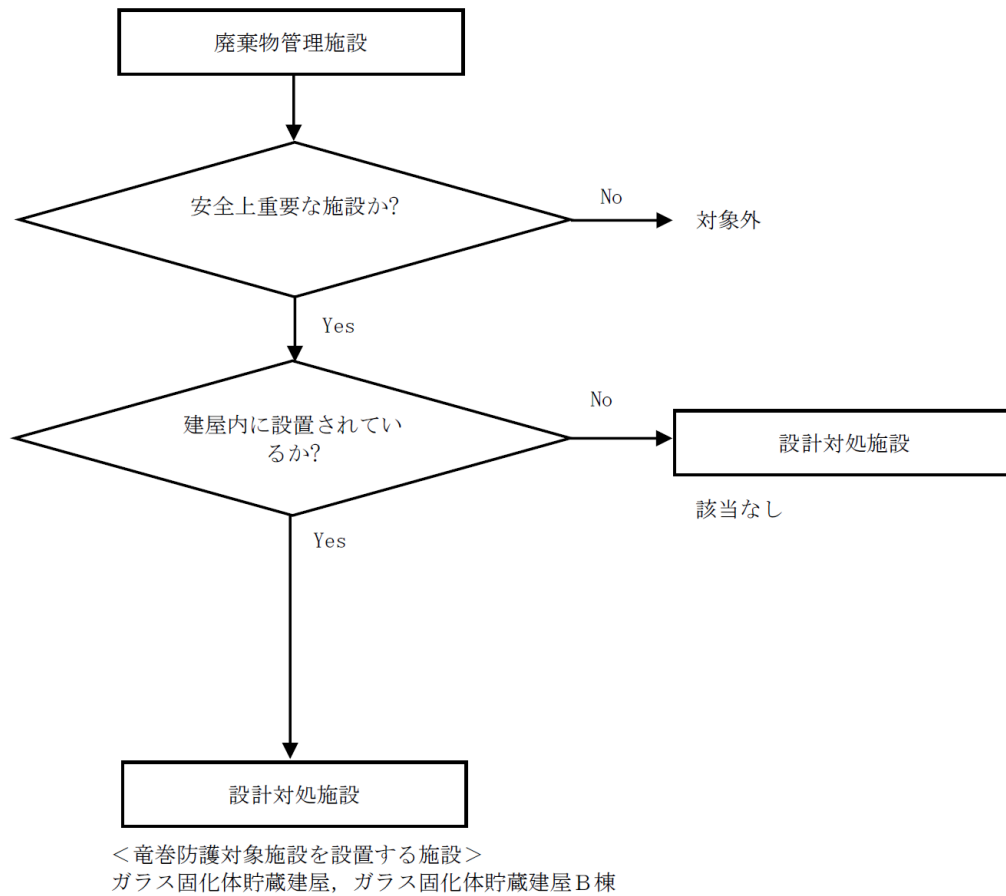 廃棄物管理施設
安全上重要な施設か?
No
対象外
Yes
建屋内に設置されてい
るか?
No
設計対処施設
該当なし
Yes
設計対処施設
＜竜巻防護対象施設を設置する施設＞
ガラス固化体貯蔵建屋，ガラス固化体貯蔵建屋Ｂ棟